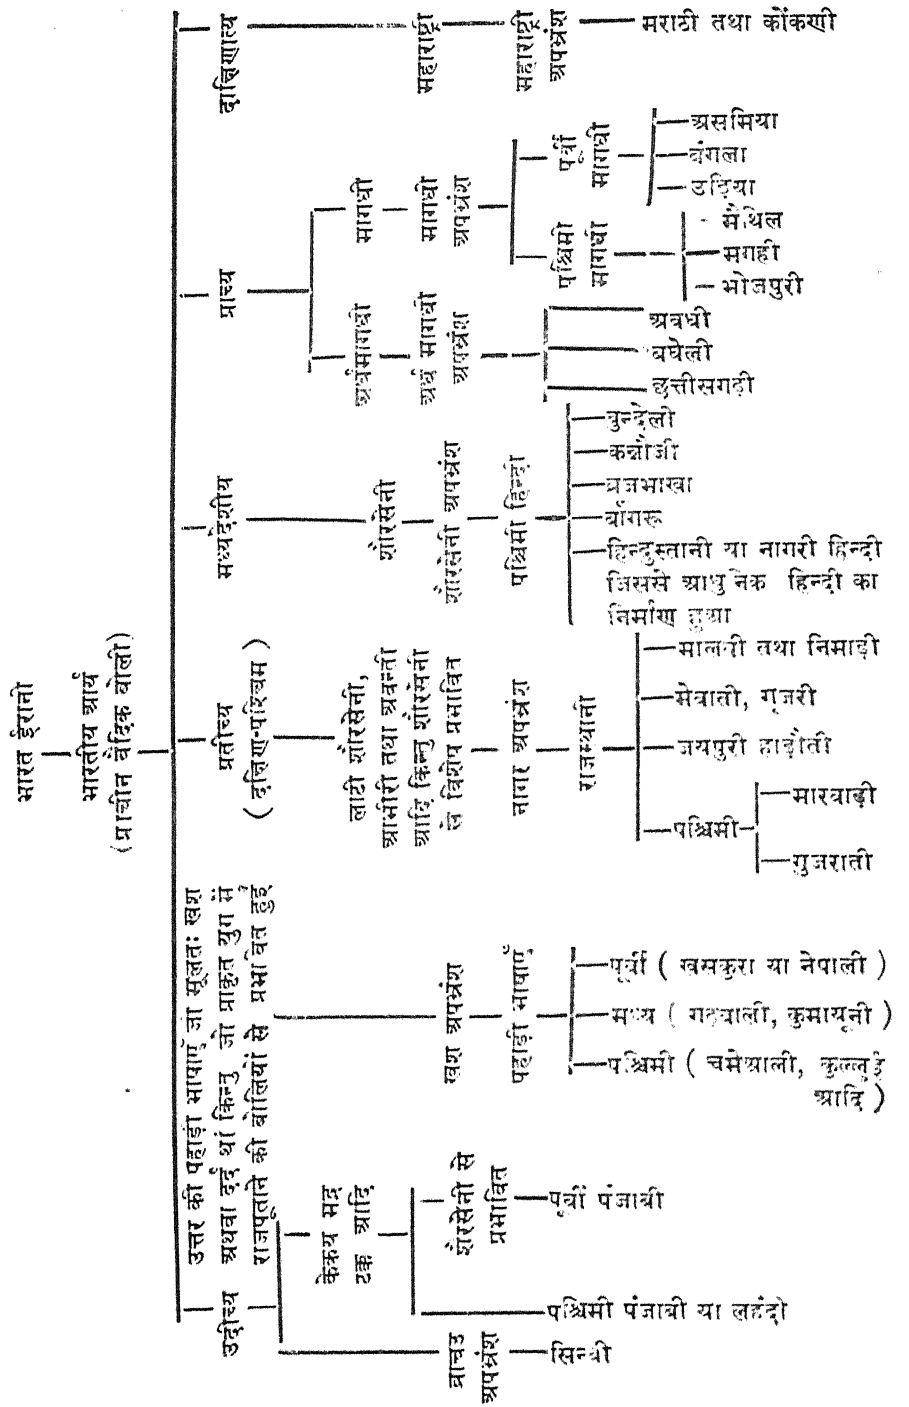 भारत ईरानी
भारतीय आर्य
(प्राचीन वैदिक बोली)
उदीच्य
उत्तर की पहाड़ी भाषाएँ जो मूलतः खश
अथवा दर्द थीं किन्तु जो प्राकृत युग में
राजपूताने की बोलियों से प्रभावित हुईं
प्रतीच्य
(दक्षिण-पश्चिम)
मध्यदेशीय
प्राच्य
दाक्षिणात्य
ब्राचड
अपभ्रंश
सिन्धी
केकय मद्र
टक्क आदि
शौरसेनी से
प्रभावित
पूर्वी पंजाबी
पश्चिमी पंजाबी या लहंदो
खश अपभ्रंश
पहाड़ी भाषाएँ
पूर्वी ( खसकुरा या नेपाली )
मध्य ( गढ़वाली, कुमायूनी )
पश्चिमी ( चमेआली, कुल्लुई
आदि )
लाटी शौरसेनी,
आभीरी तथा अवन्ती
आदि किन्तु शौरसेनी
से विशेष प्रभावित
नागर अपभ्रंश
राजस्थानी
मालवी तथा निमाड़ी
मेवाती, गूजरी
जयपुरी हाड़ौती
पश्चिमी
मारवाड़ी
गुजराती
शौरसेनी
शौरसेनी अपभ्रंश
पश्चिमी हिन्दी
बुन्देली
कन्नौजी
ब्रजभाखा
बाँगरू
हिन्दुस्तानी या नागरी हिन्दी
जिससे आधुनिक हिन्दी का
निर्माण हुआ
अर्धमागधी
अर्ध मागधी
अपभ्रंश
अवधी
बघेली
छत्तीसगढ़ी
मागधी
मागधी
अपभ्रंश
पश्चिमी
मागधी
मैथिल
मगही
भोजपुरी
पूर्वी
मागधी
असमिया
बंगला
उड़िया
महाराष्ट्री
महाराष्ट्री
अपभ्रंश
मराठी तथा कोंकणी